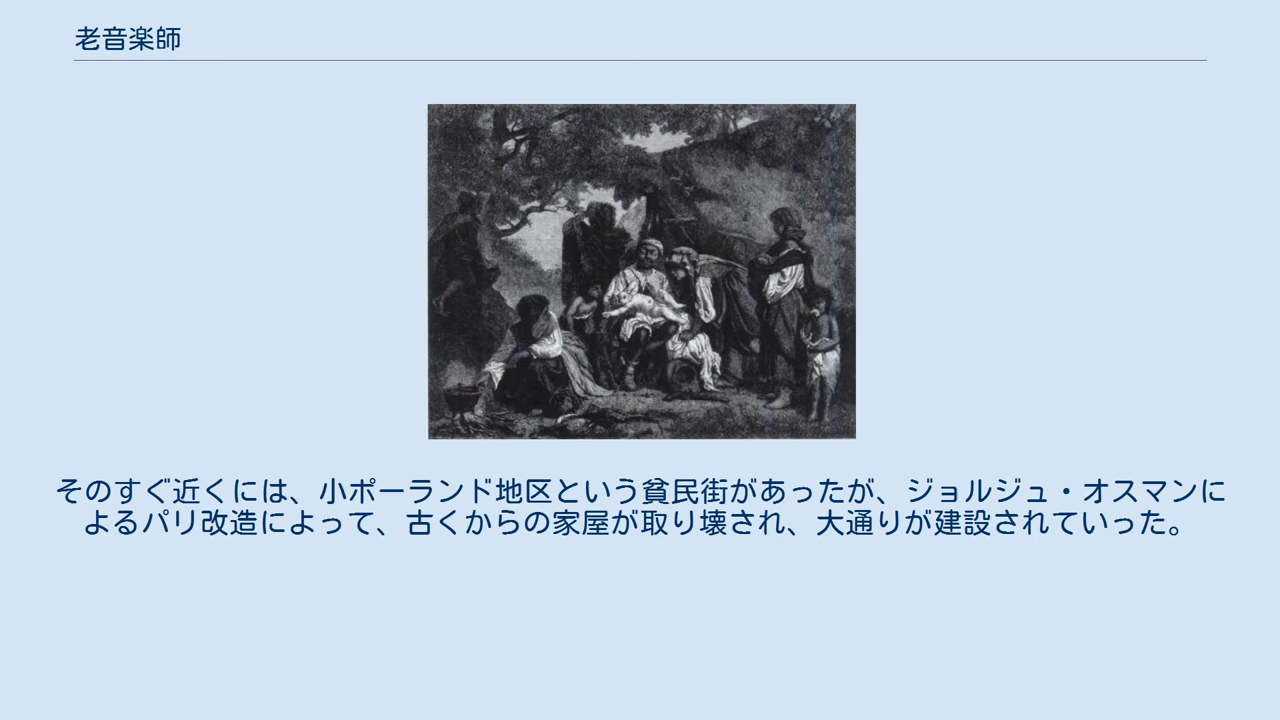 老音楽師
そのすぐ近くには、小ポーランド地区という貧民街があったが、ジョルジュ・オスマンに
よるパリ改造によって、古くからの家屋が取り壊され、大通りが建設されていった。